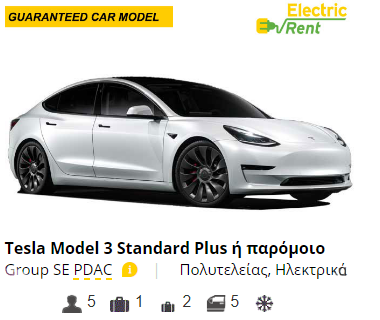 GUARANTEED CAR MODEL
Electric
Rent
Tesla Model 3 Standard Plus ή παρόμοιο
Group SE PDAC i | Πολυτελείας, Ηλεκτρικά
5 1 2 5